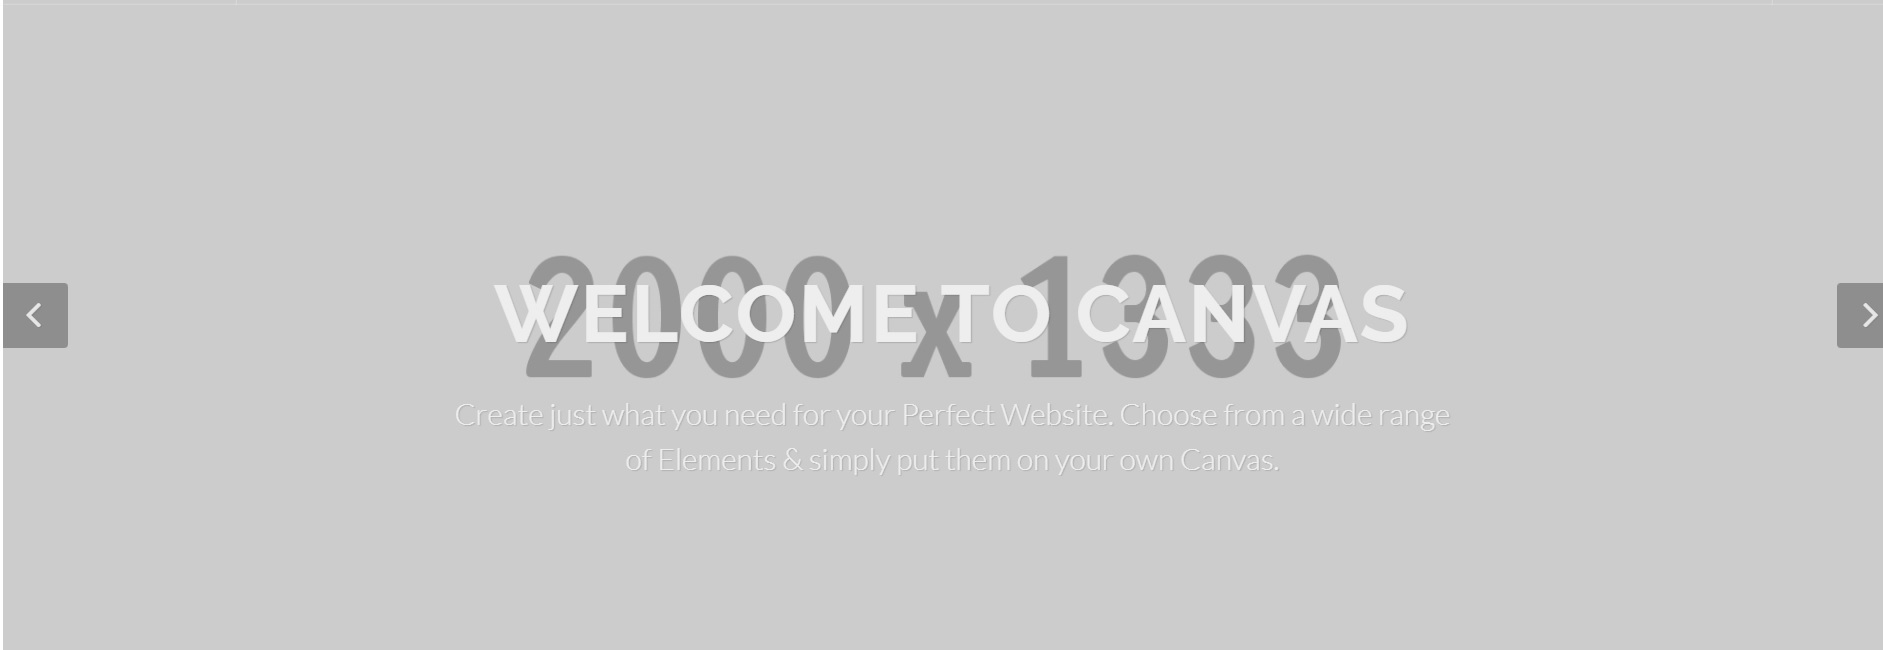 2000 x 1333
WELCOME TO CANVAS
Create just what you need for your Perfect Website. Choose from a wide range
of Elements & simply put them on your own Canvas.